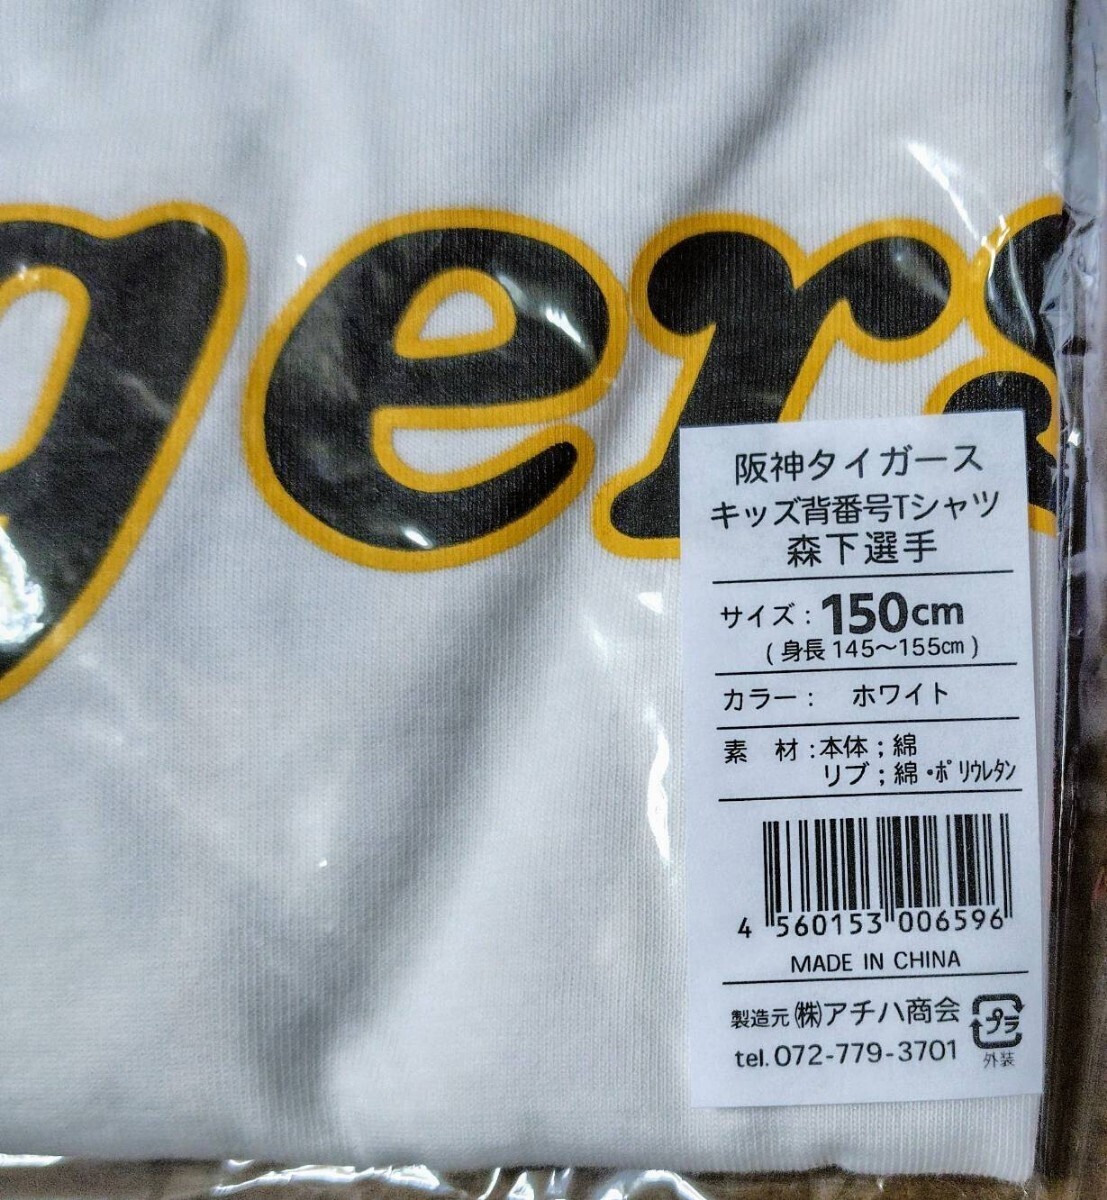 gers
阪神タイガース
キッズ背番号Tシャツ
森下選手
サイズ：150cm
（身長 145〜155㎝）
カラー： ホワイト
素 材：本体；綿
リブ；綿・ﾎﾟﾘｳﾚﾀﾝ
4 560153 006596
MADE IN CHINA
製造元 ㈱アチハ商会
tel.072-779-3701
プラ
外装